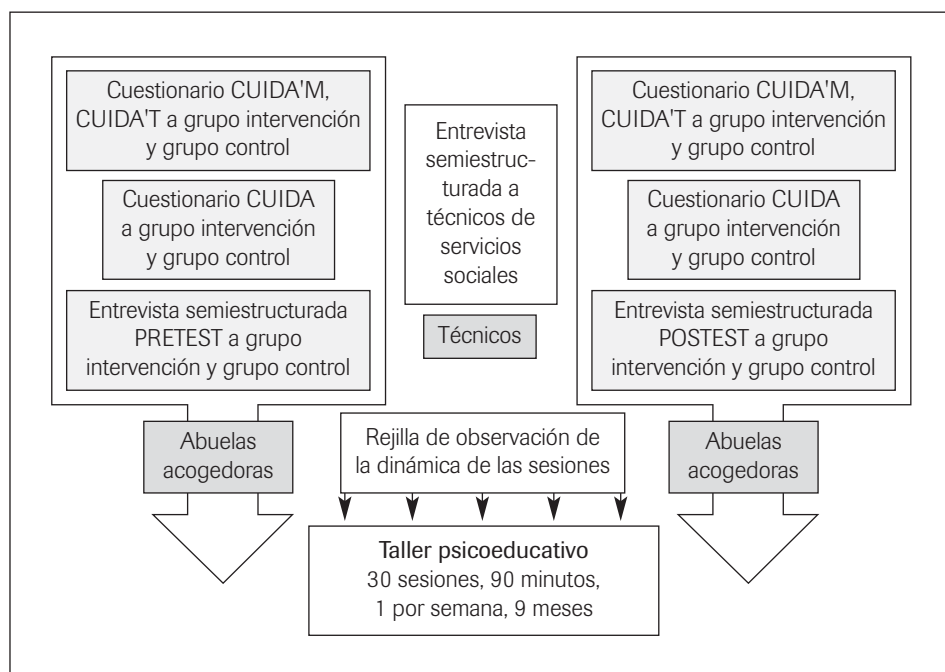 Cuestionario CUIDA'M,
CUIDA'T a grupo intervención
y grupo control
Cuestionario CUIDA
a grupo intervención
y grupo control
Entrevista semiestructurada
PRETEST a grupo
intervención y grupo control
Abuelas
acogedoras
Entrevista
semiestruc-
turada a
técnicos de
servicios
sociales
Técnicos
Cuestionario CUIDA'M,
CUIDA'T a grupo intervención
y grupo control
Cuestionario CUIDA
a grupo intervención
y grupo control
Entrevista semiestructurada
POSTEST a grupo
intervención y grupo control
Abuelas
acogedoras
Rejilla de observación de
la dinámica de las sesiones
Taller psicoeducativo
30 sesiones, 90 minutos,
1 por semana, 9 meses